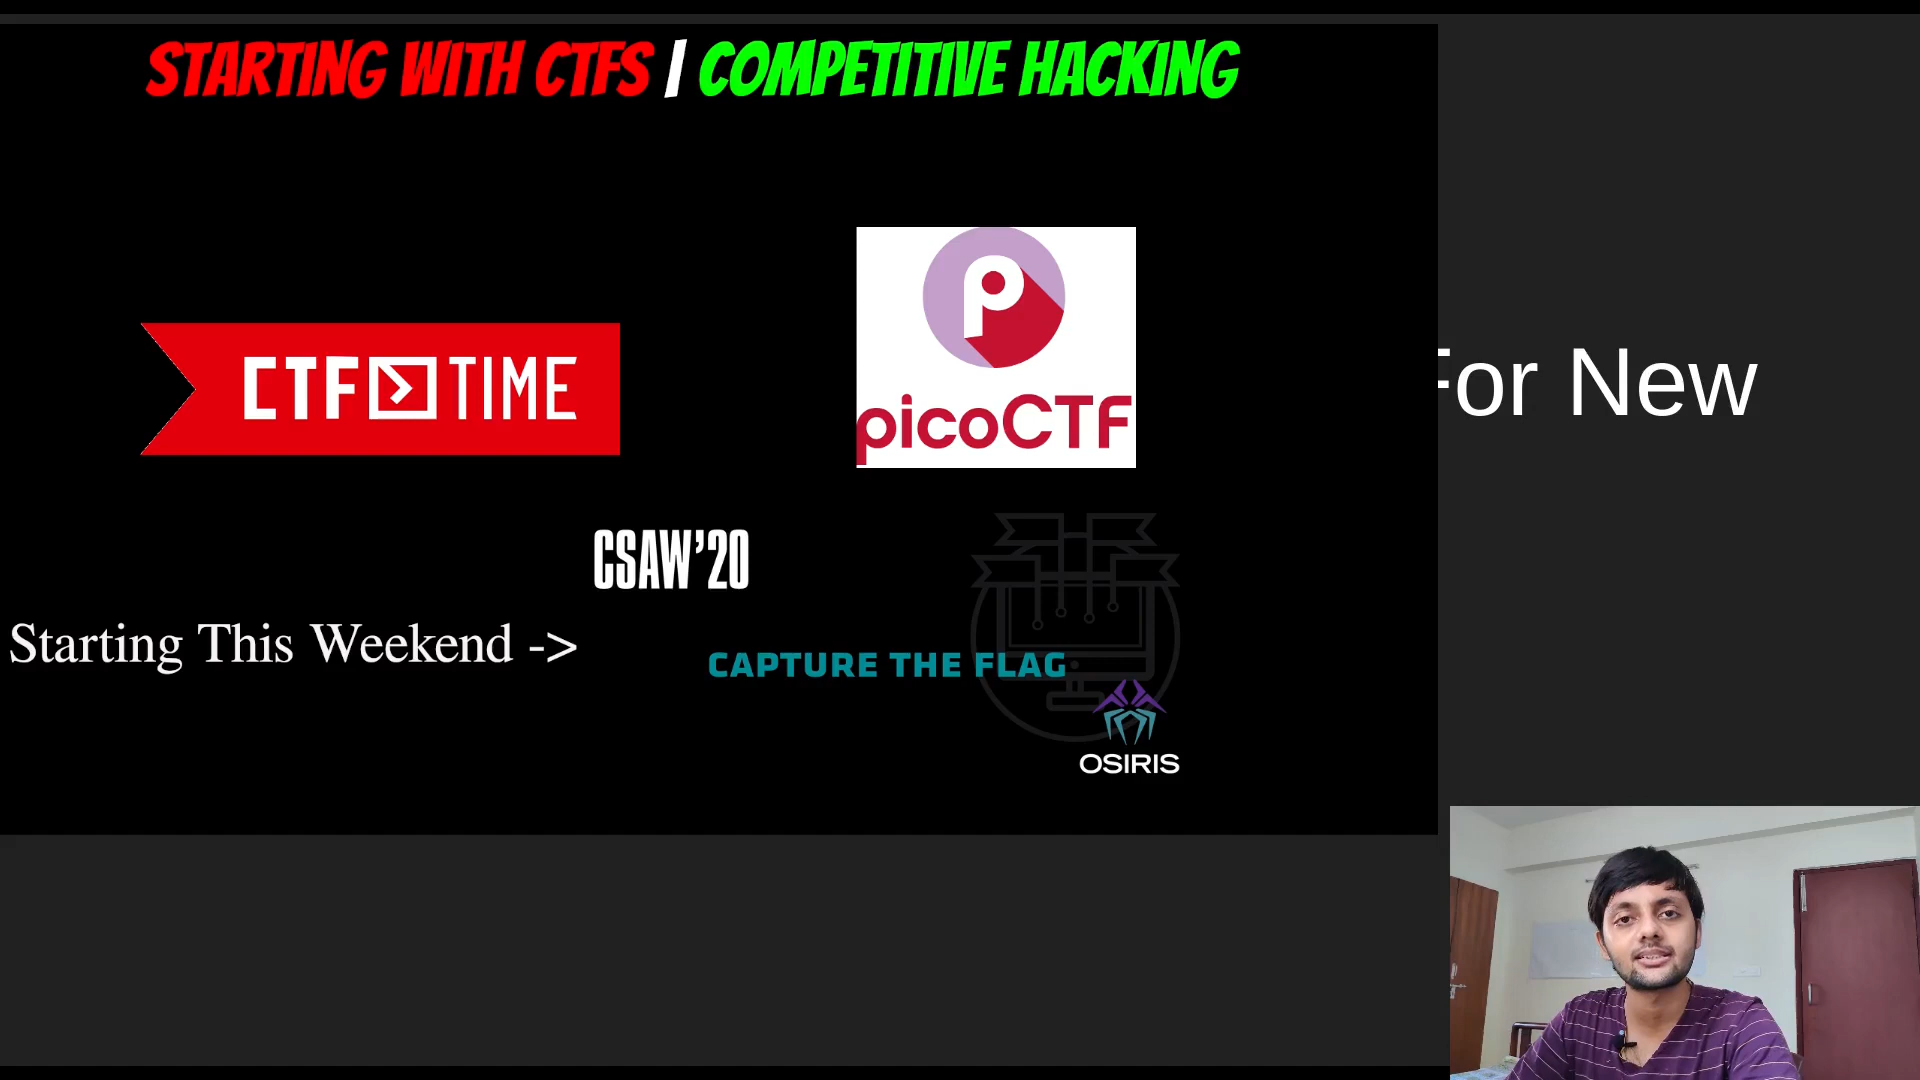 STARTING WITH CTFS | COMPETITIVE HACKING
picoCTF
CTF TIME
For New
CSAW'20
Starting This Weekend ->
CAPTURE THE FLAG
OSIRIS